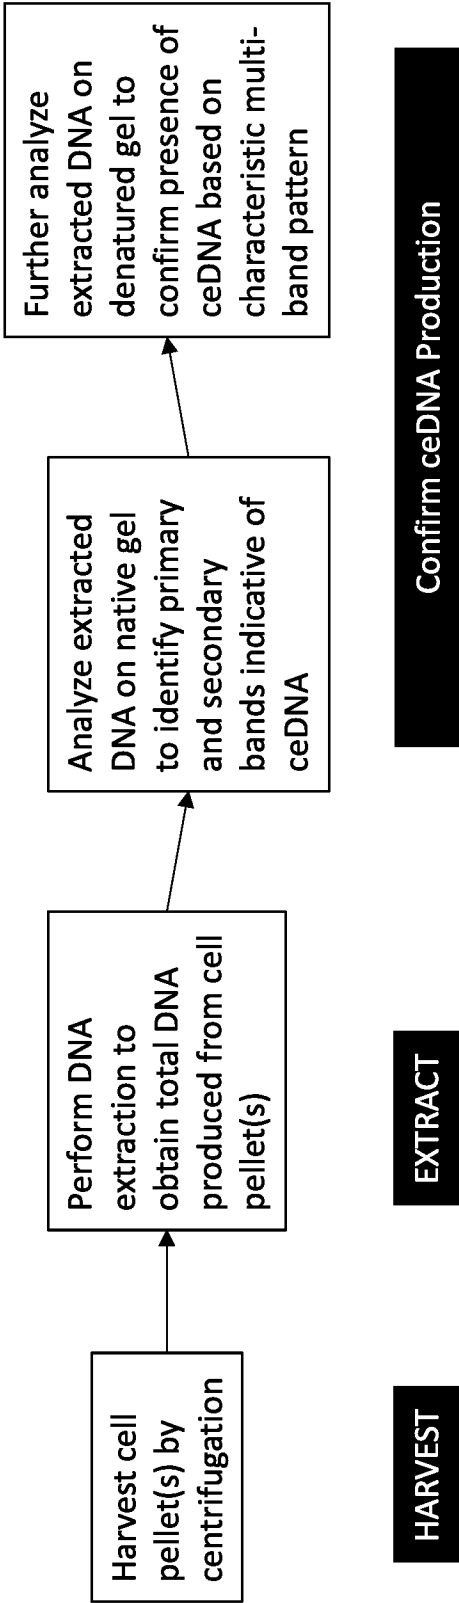 Harvest cell
pellet(s) by
centrifugation
Perform DNA
extraction to
obtain total DNA
produced from cell
pellet(s)
Analyze extracted
DNA on native gel
to identify primary
and secondary
bands indicative of
ceDNA
Further analyze
extracted DNA on
denatured gel to
confirm presence of
ceDNA based on
characteristic multi-
band pattern
HARVEST
EXTRACT
Confirm ceDNA Production